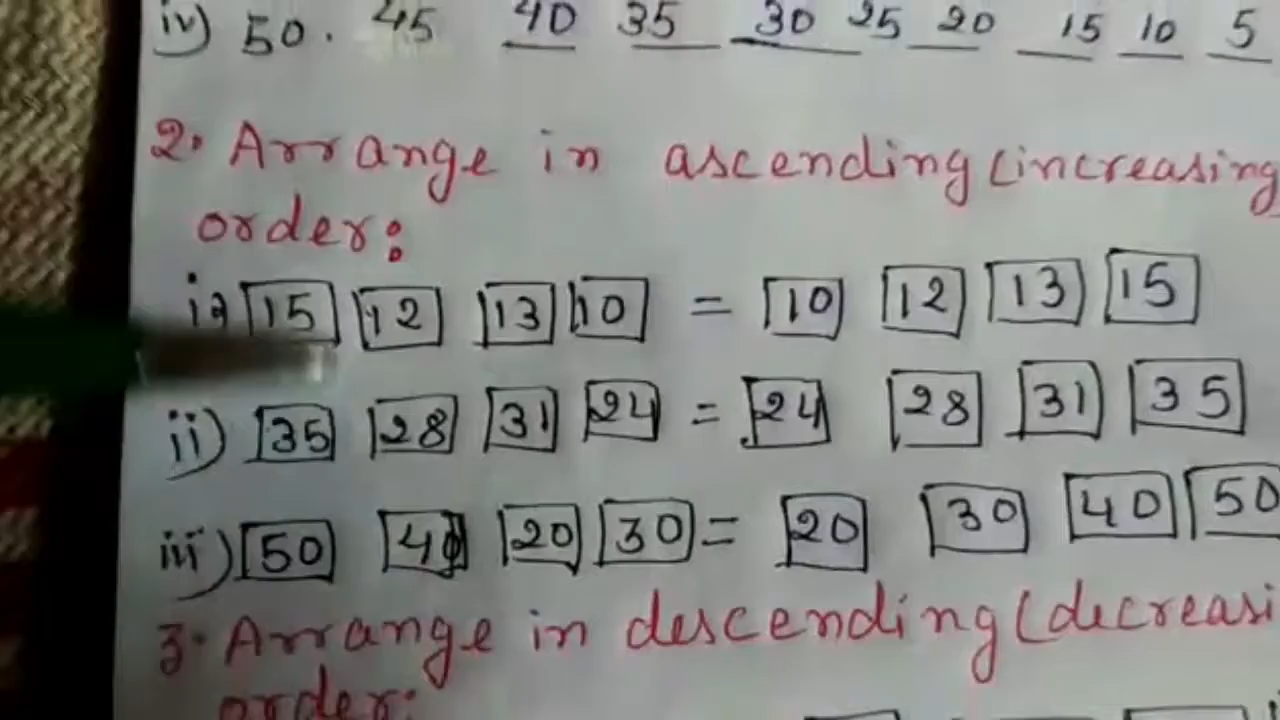 iv) 50. 45 40 35 30 25 20 15 10 5
2. Arrange in ascending (increasing
order:
i) 15 12 13 10 = 10 12 13 15
ii) 35 28 31 24 = 24 28 31 35
iii) 50 40 20 30 = 20 30 40 50
3. Arrange in descending (decreasi
order: